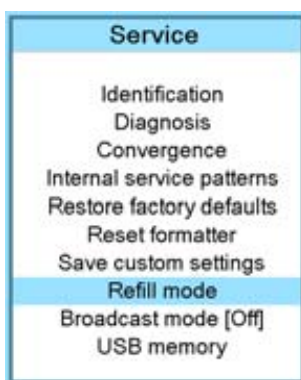 Service
Identification
Diagnosis
Convergence
Internal service patterns
Restore factory defaults
Reset formatter
Save custom settings
Refill mode
Broadcast mode [Off]
USB memory